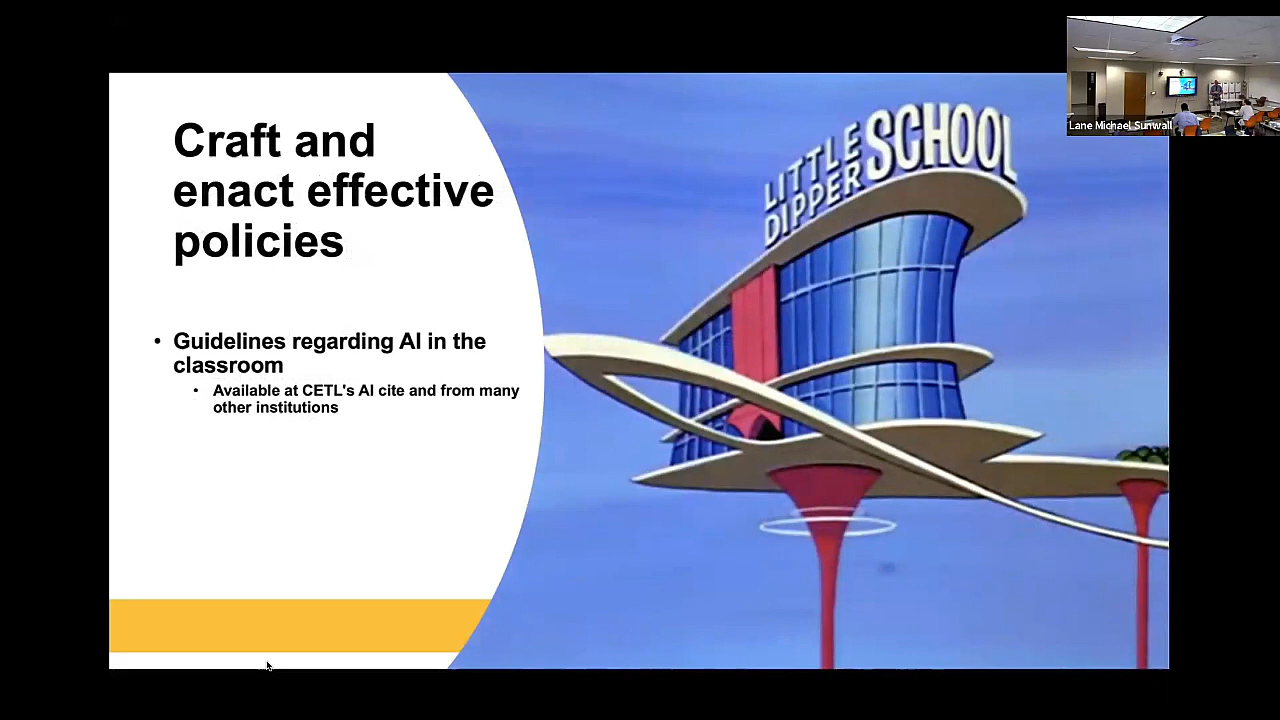 Craft and
enact effective
policies
• Guidelines regarding AI in the
classroom
• Available at CETL's AI cite and from many
other institutions
LITTLE
DIPPER
SCHOOL
Lane Michael Sunwall